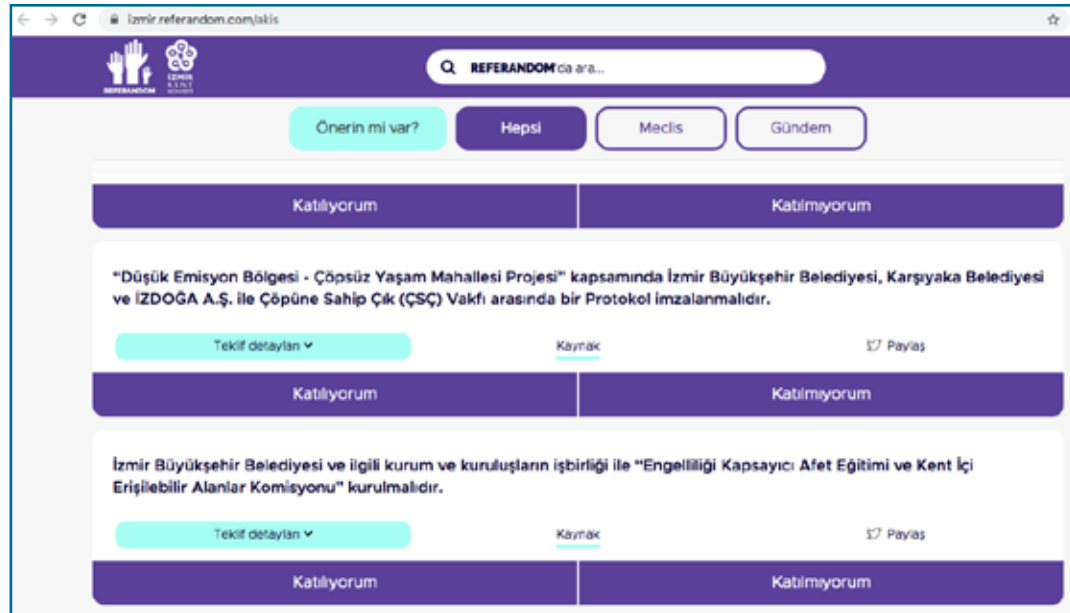 izmir.referandom.com/akis
REFERANDOM
İZMİR
KENT
REFERANDOM'da ara...
Önerin mi var?
Hepsi
Meclis
Gündem
Katılıyorum
Katılmıyorum
“Düşük Emisyon Bölgesi - Çöpsüz Yaşam Mahallesi Projesi” kapsamında İzmir Büyükşehir Belediyesi, Karşıyaka Belediyesi
ve İZDOĞA A.Ş. ile Çöpüne Sahip Çık (ÇSÇ) Vakfı arasında bir Protokol imzalanmalıdır.
Teklif detayları
Kaynak
Paylaş
Katılıyorum
Katılmıyorum
İzmir Büyükşehir Belediyesi ve ilgili kurum ve kuruluşların işbirliği ile “Engelliliği Kapsayıcı Afet Eğitimi ve Kent İçi
Erişilebilir Alanlar Komisyonu” kurulmalıdır.
Teklif detayları
Kaynak
Paylaş
Katılıyorum
Katılmıyorum